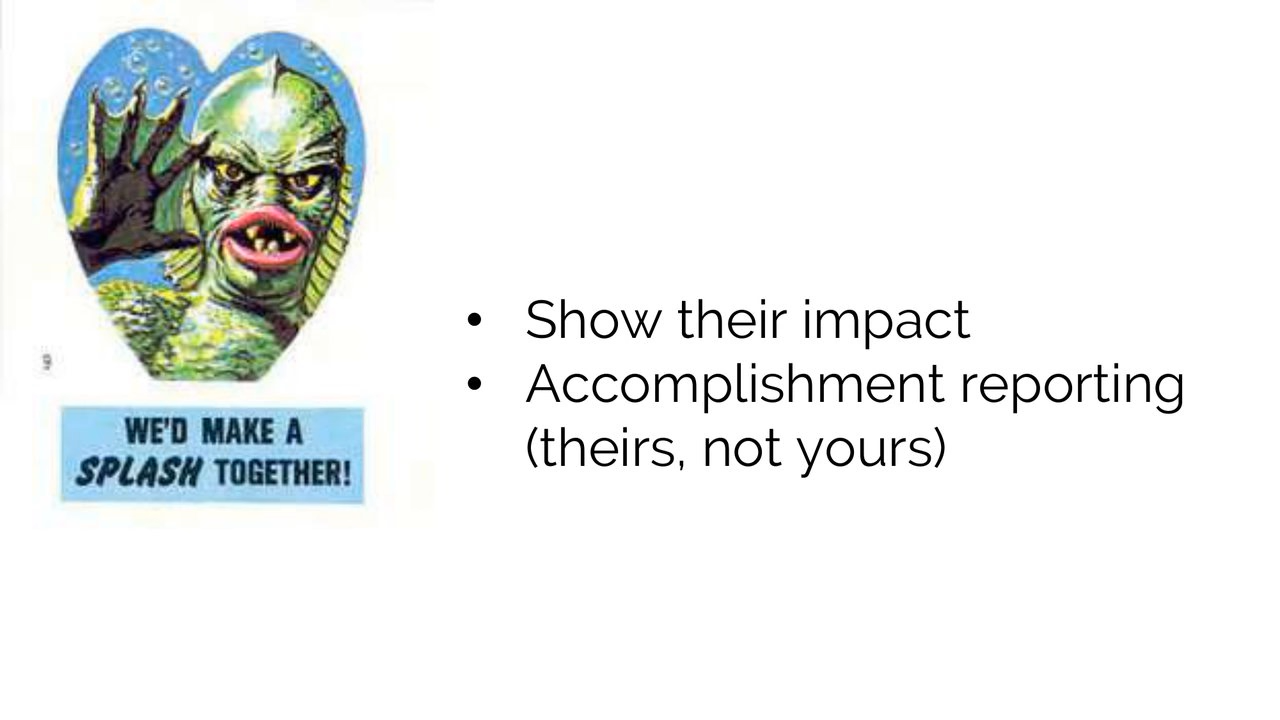 WE'D MAKE A
SPLASH TOGETHER!
• Show their impact
• Accomplishment reporting
(theirs, not yours)